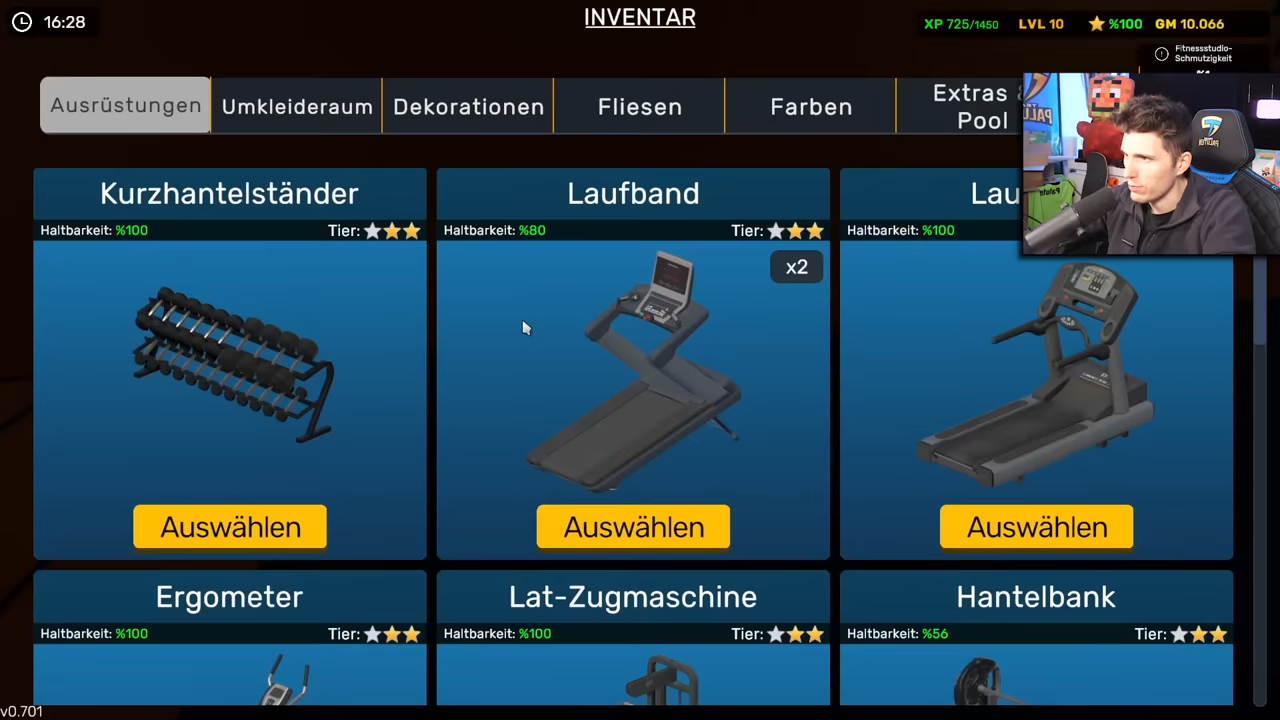 16:28
INVENTAR
XP 725/1450 LVL 10 %100 GM 10.066
Fitnessstudio-
Schmutzigkeit
Ausrüstungen
Umkleideraum
Dekorationen
Fliesen
Farben
Extras
Pool
Kurzhantelständer
Haltbarkeit: %100 Tier:
Auswählen
Laufband
Haltbarkeit: %80 Tier:
x2
Auswählen
Lau
Haltbarkeit: %100
Auswählen
Ergometer
Haltbarkeit: %100 Tier:
Lat-Zugmaschine
Haltbarkeit: %100 Tier:
Hantelbank
Haltbarkeit: %56 Tier:
v0.701